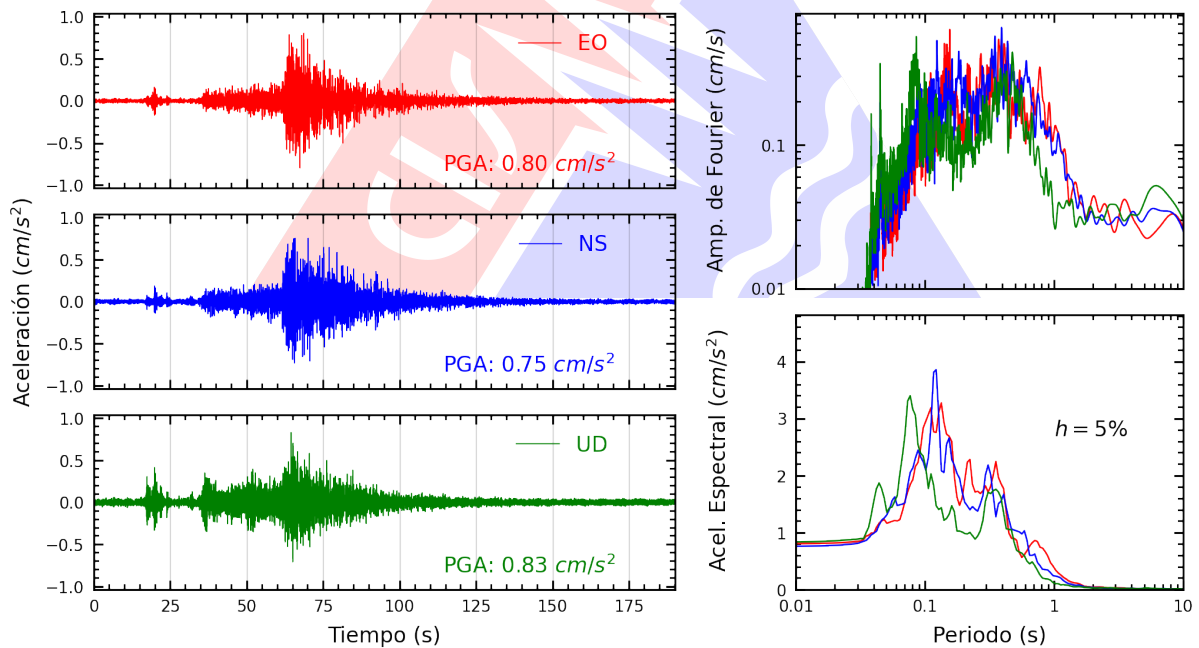 Aceleración (cm/s²)
1.0
0.5
0.0
−0.5
−1.0
EO
PGA: 0.80 cm/s²
1.0
0.5
0.0
−0.5
−1.0
NS
PGA: 0.75 cm/s²
1.0
0.5
0.0
−0.5
−1.0
UD
PGA: 0.83 cm/s²
0 25 50 75 100 125 150 175
Tiempo (s)
Amp. de Fourier (cm/s)
0.1
0.01
Acel. Espectral (cm/s²)
4
3
2
1
0
h = 5%
0.01 0.1 1 10
Periodo (s)